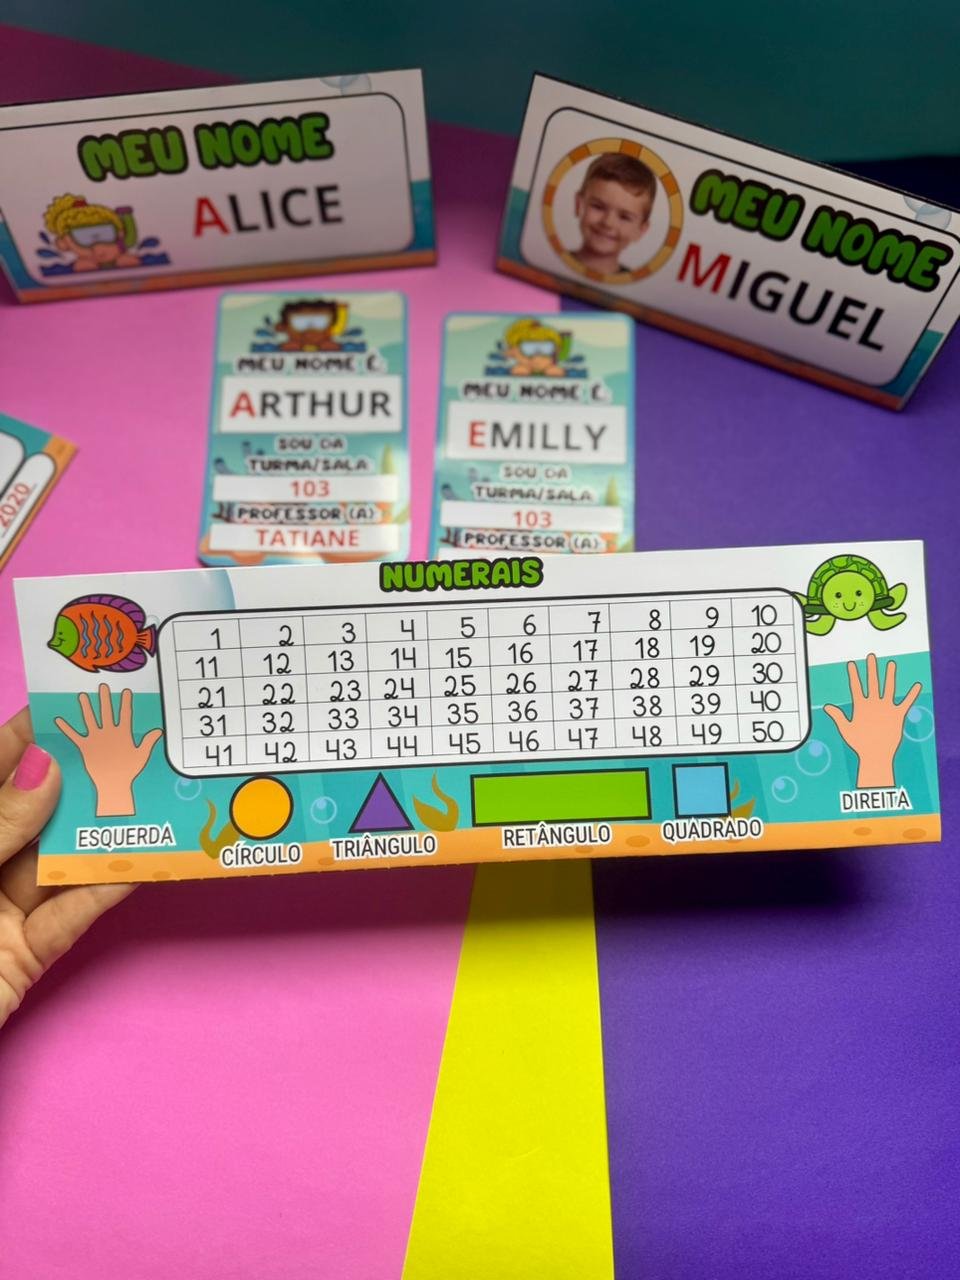 MEU NOME
ALICE
MEU NOME
MIGUEL
MEU NOME É:
ARTHUR
SOU DA
TURMA/SALA
103
PROFESSOR (A):
TATIANE
MEU NOME É:
EMILLY
SOU DA
TURMA/SALA
103
PROFESSOR (A):
2020
NUMERAIS
1 2 3 4 5 6 7 8 9 10
11 12 13 14 15 16 17 18 19 20
21 22 23 24 25 26 27 28 29 30
31 32 33 34 35 36 37 38 39 40
41 42 43 44 45 46 47 48 49 50
ESQUERDA
CÍRCULO
TRIÂNGULO
RETÂNGULO
QUADRADO
DIREITA